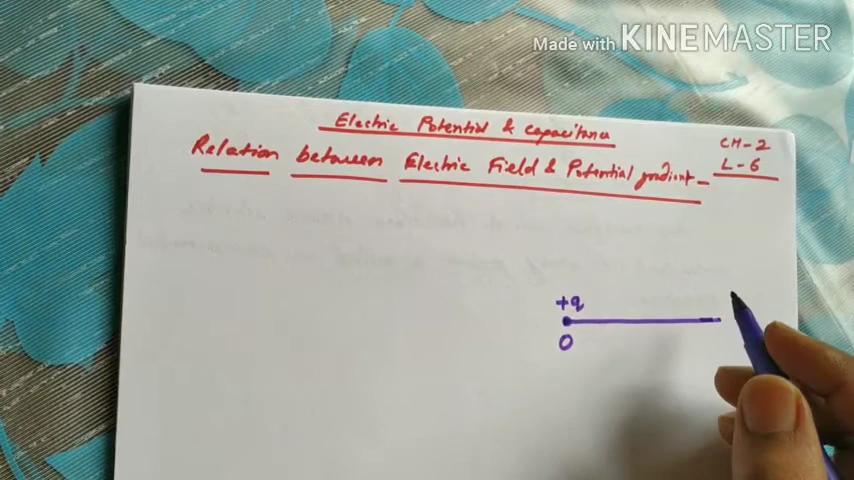 Made with KINEMASTER
Electric Potential & capacitance
CH-2
Relation between Electric Field & Potential gradient
L-6
+q
O